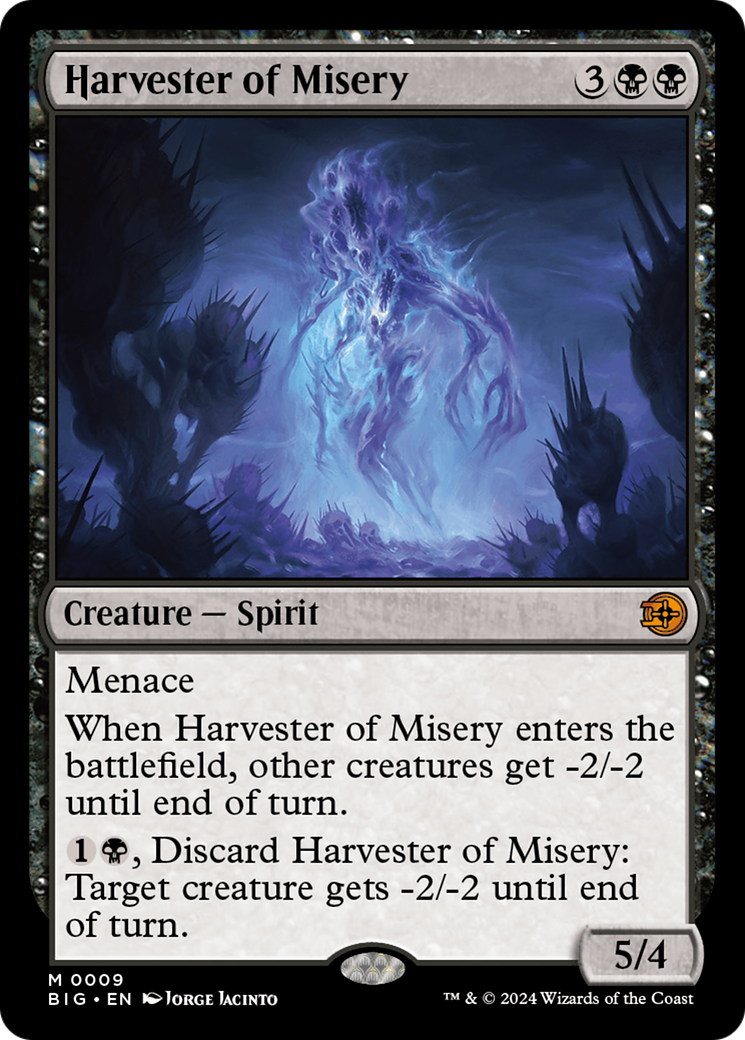 Harvester of Misery 3
Creature — Spirit
Menace
When Harvester of Misery enters the
battlefield, other creatures get -2/-2
until end of turn.
1, Discard Harvester of Misery:
Target creature gets -2/-2 until end
of turn.
5/4
M 0009
BIG • EN Jorge Jacinto
™ & © 2024 Wizards of the Coast